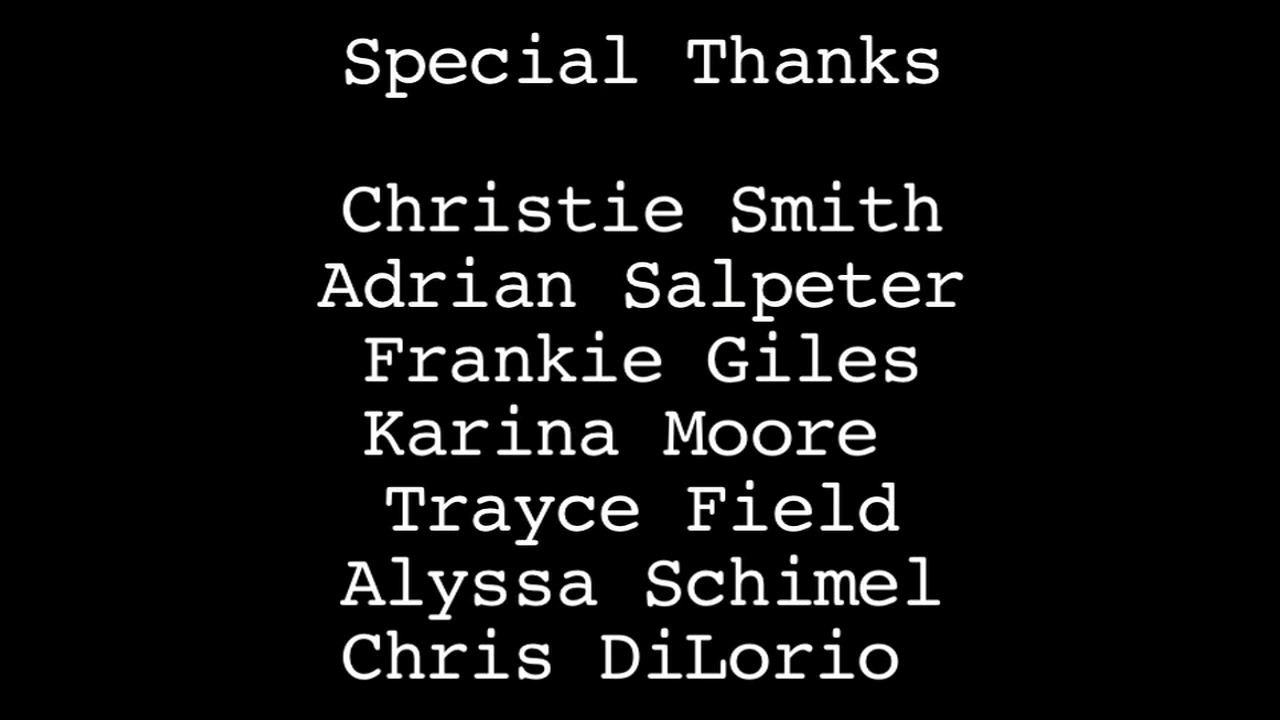 Special Thanks
Christie Smith
Adrian Salpeter
Frankie Giles
Karina Moore
Trayce Field
Alyssa Schimel
Chris DiLorio